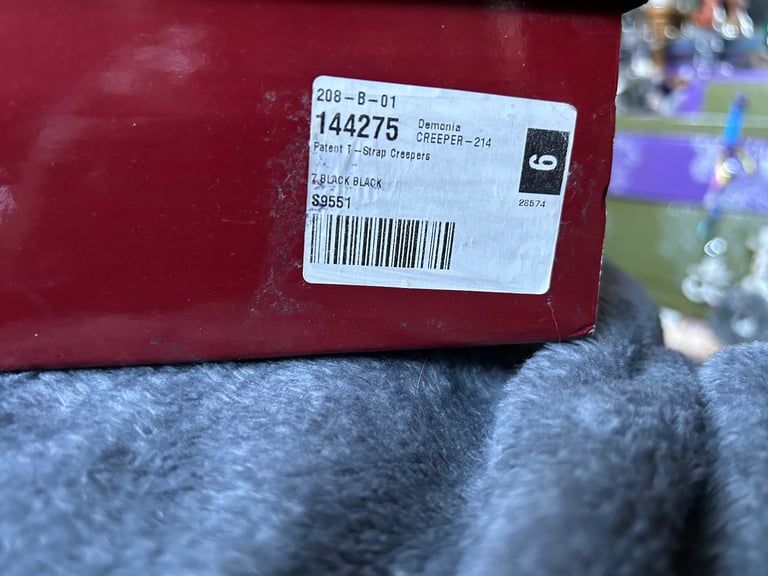 208-B-01
144275
Demonia
CREEPER-214
Patent T-Strap Creepers
7 BLACK BLACK
S9551
9
28574